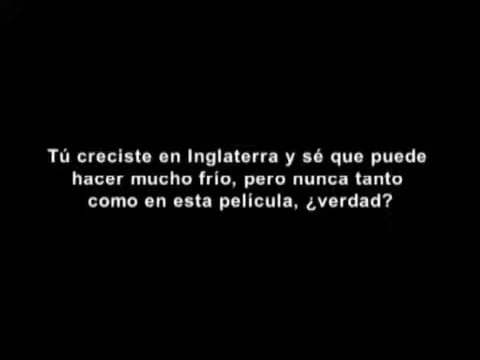 Tú creciste en Inglaterra y sé que puede
hacer mucho frío, pero nunca tanto
como en esta película, ¿verdad?